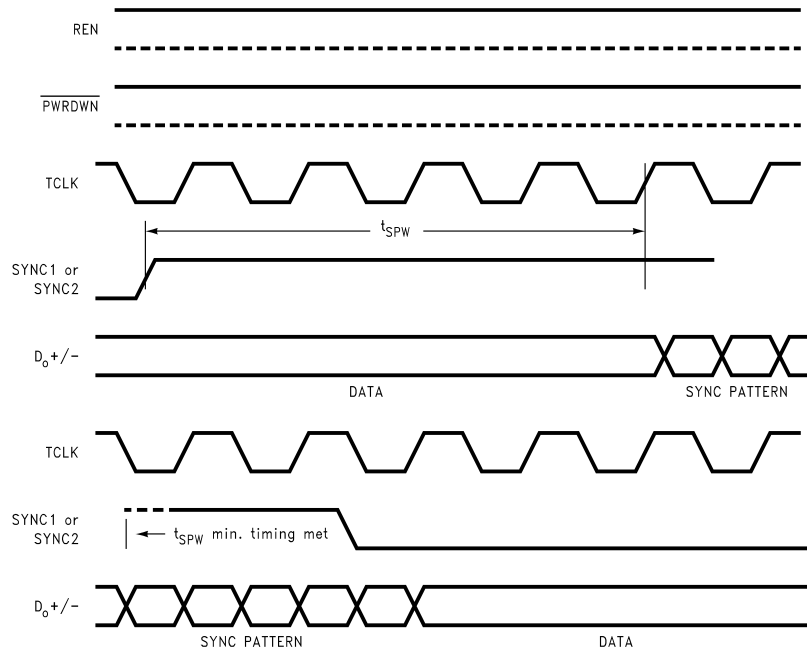 REN
PWRDWN
TCLK
tSPW
SYNC1 or
SYNC2
Do+/-
DATA
SYNC PATTERN
TCLK
SYNC1 or
SYNC2
tSPW min. timing met
Do+/-
SYNC PATTERN
DATA